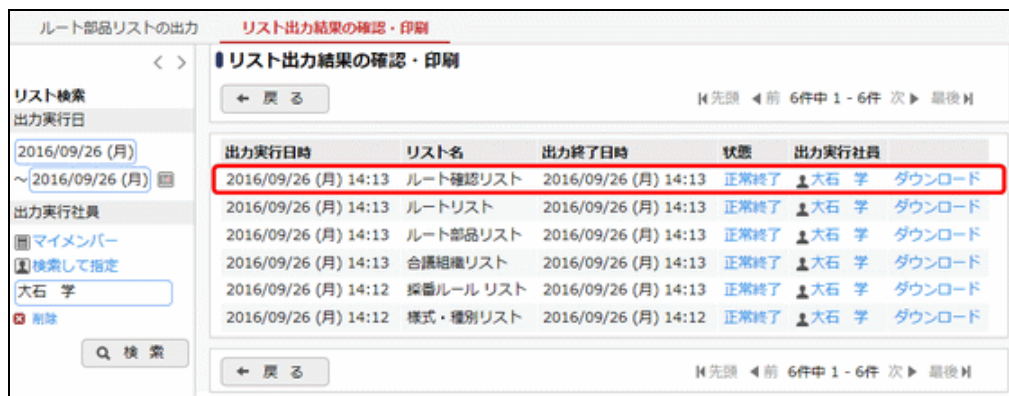 ルート部品リストの出力 リスト出力結果の確認・印刷
リスト検索
出力実行日
2016/09/26 (月)
～2016/09/26 (月)
出力実行社員
マイメンバー
検索して指定
大石 学
削除
検 索
リスト出力結果の確認・印刷
戻 る 先頭 前 6件中 1 - 6件 次 最後
出力実行日時 リスト名 出力終了日時 状態 出力実行社員
2016/09/26 (月) 14:13 ルート確認リスト 2016/09/26 (月) 14:13 正常終了 大石 学 ダウンロード
2016/09/26 (月) 14:13 ルートリスト 2016/09/26 (月) 14:13 正常終了 大石 学 ダウンロード
2016/09/26 (月) 14:13 ルート部品リスト 2016/09/26 (月) 14:13 正常終了 大石 学 ダウンロード
2016/09/26 (月) 14:13 合議組織リスト 2016/09/26 (月) 14:13 正常終了 大石 学 ダウンロード
2016/09/26 (月) 14:12 採番ルール リスト 2016/09/26 (月) 14:13 正常終了 大石 学 ダウンロード
2016/09/26 (月) 14:12 様式・種別リスト 2016/09/26 (月) 14:12 正常終了 大石 学 ダウンロード
戻 る 先頭 前 6件中 1 - 6件 次 最後